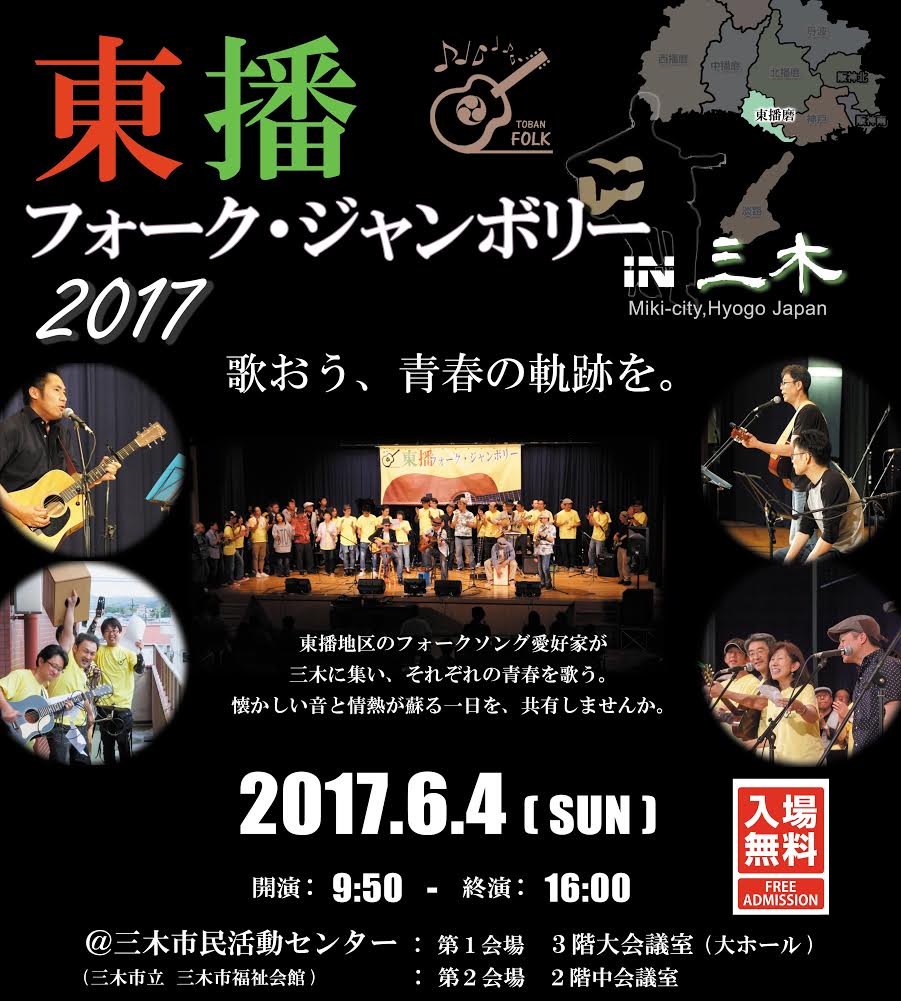 東播
TOBAN
FOLK
西播磨
中播磨
北播磨
丹波
阪神北
東播磨
神戸
阪神南
淡路
フォーク・ジャンボリー
2017
IN 三木
Miki-city,Hyogo Japan
歌おう、青春の軌跡を。
東播フォーク・ジャンボリー
東播地区のフォークソング愛好家が
三木に集い、それぞれの青春を歌う。
懐かしい音と情熱が蘇る一日を、共有しませんか。
2017.6.4 ( SUN )
入場
無料
FREE
ADMISSION
開演： 9:50 - 終演： 16:00
@三木市民活動センター ： 第１会場 ３階大会議室 ( 大ホール )
(三木市立 三木市福祉会館) ： 第２会場 ２階中会議室